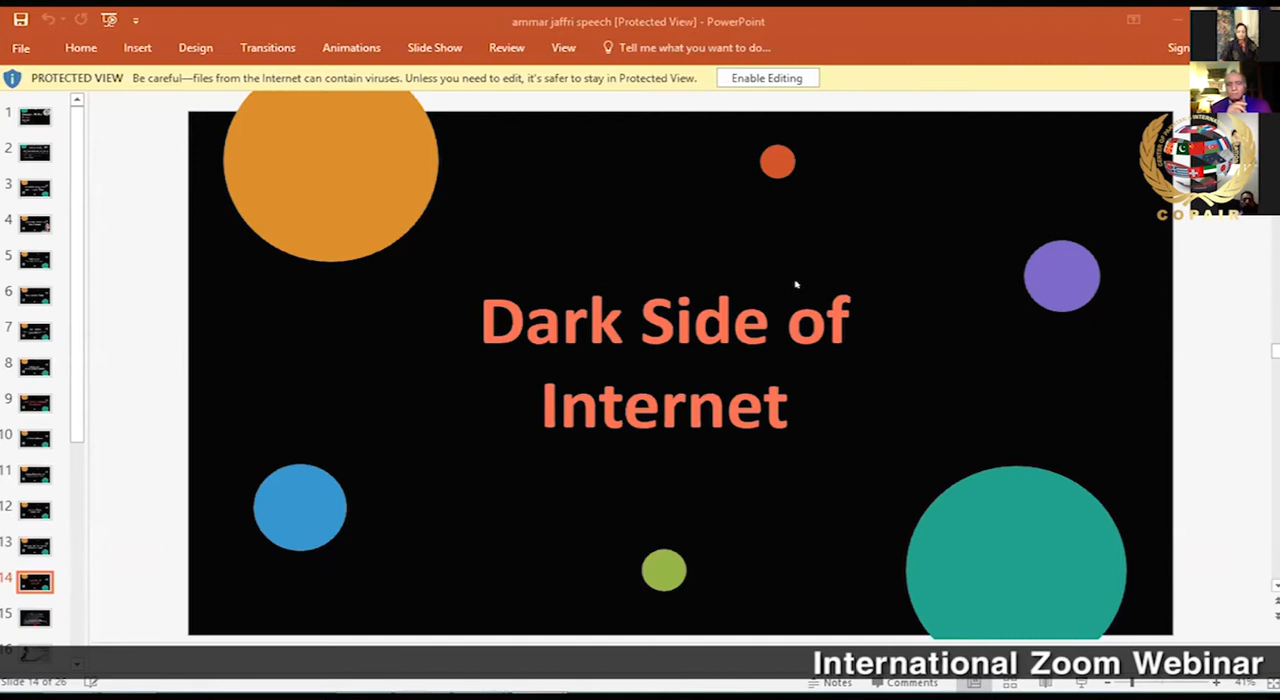 ammar jaffri speech [Protected View] - PowerPoint
File Home Insert Design Transitions Animations Slide Show Review View Tell me what you want to do... Sign
PROTECTED VIEW Be careful—files from the Internet can contain viruses. Unless you need to edit, it's safer to stay in Protected View. Enable Editing
1
2
3
4
5
6
7
8
9
10
11
12
13
14
15
16
Dark Side of
Internet
COPAIR
International Zoom Webinar
Slide 14 of 26 Notes Comments 41%